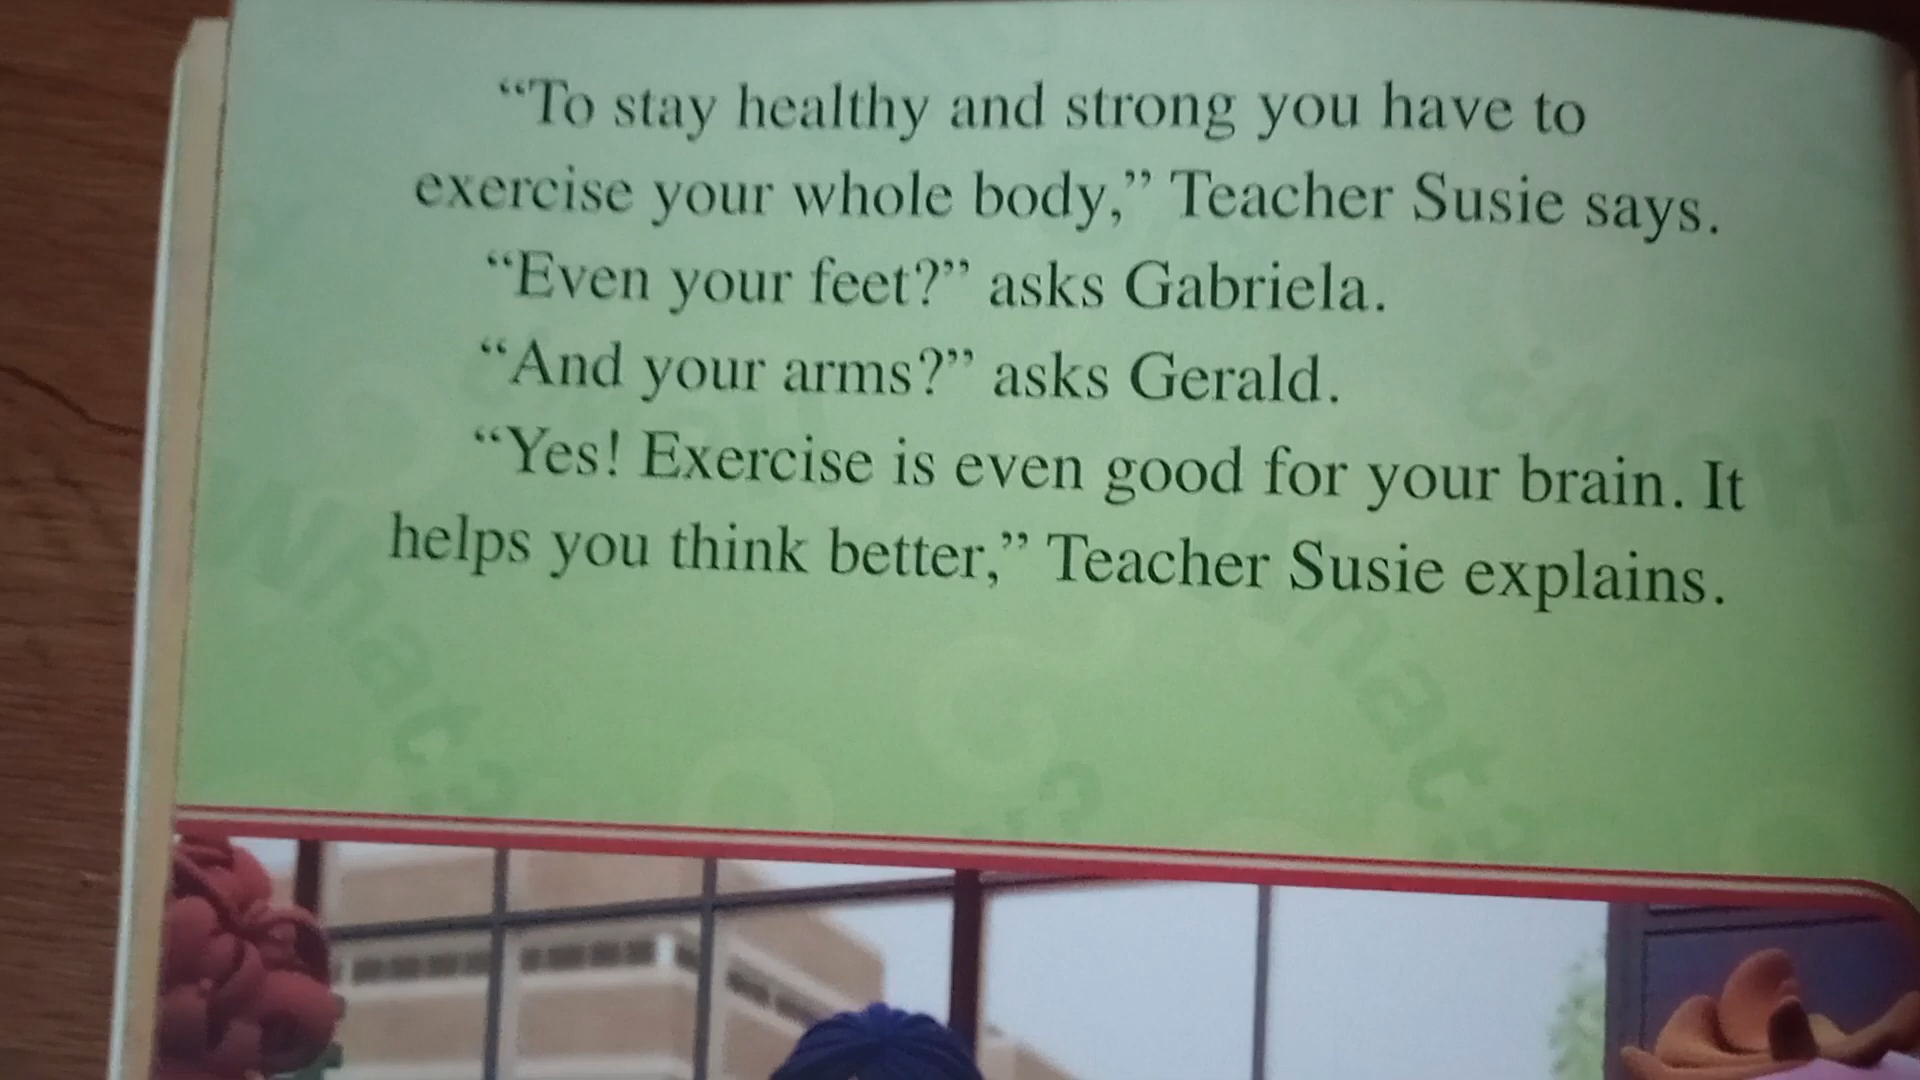 “To stay healthy and strong you have to
exercise your whole body,” Teacher Susie says.
“Even your feet?” asks Gabriela.
“And your arms?” asks Gerald.
“Yes! Exercise is even good for your brain. It
helps you think better,” Teacher Susie explains.
What?
What?